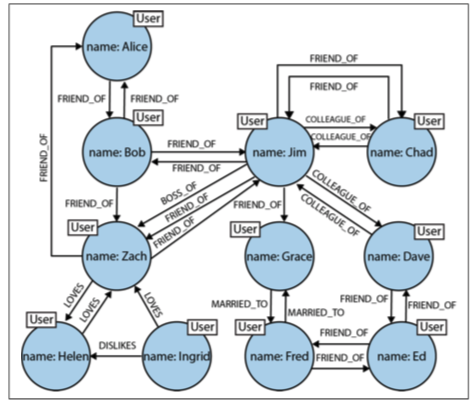 User
name: Alice
FRIEND_OF
FRIEND_OF
FRIEND_OF
FRIEND_OF
FRIEND_OF
User
name: Bob
FRIEND_OF
FRIEND_OF
User
name: Jim
COLLEAGUE_OF
COLLEAGUE_OF
User
name: Chad
FRIEND_OF
BOSS_OF
FRIEND_OF
FRIEND_OF
FRIEND_OF
COLLEAGUE_OF
COLLEAGUE_OF
User
name: Zach
User
name: Grace
User
name: Dave
LOVES
LOVES
LOVES
MARRIED_TO
MARRIED_TO
FRIEND_OF
FRIEND_OF
User
name: Helen
DISLIKES
User
name: Ingrid
User
name: Fred
FRIEND_OF
FRIEND_OF
User
name: Ed